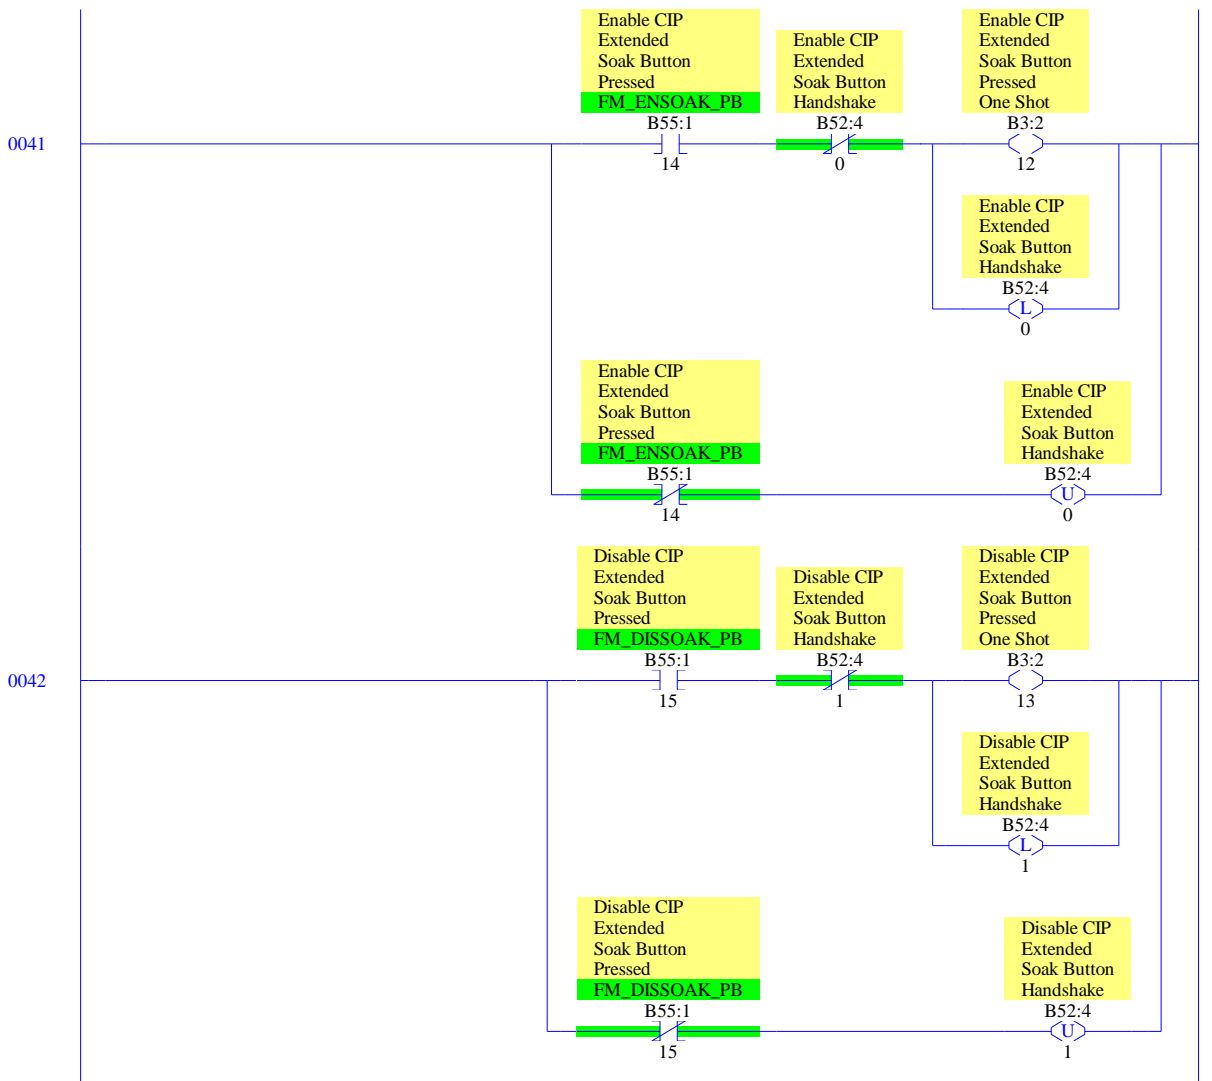 Enable CIP
Extended
Soak Button
Pressed
FM_ENSOAK_PB
B55:1
14
Enable CIP
Extended
Soak Button
Handshake
B52:4
0
Enable CIP
Extended
Soak Button
Pressed
One Shot
B3:2
12
0041
Enable CIP
Extended
Soak Button
Handshake
B52:4
L
0
Enable CIP
Extended
Soak Button
Pressed
FM_ENSOAK_PB
B55:1
14
Enable CIP
Extended
Soak Button
Handshake
B52:4
U
0
Disable CIP
Extended
Soak Button
Pressed
FM_DISSOAK_PB
B55:1
15
Disable CIP
Extended
Soak Button
Handshake
B52:4
1
Disable CIP
Extended
Soak Button
Pressed
One Shot
B3:2
13
0042
Disable CIP
Extended
Soak Button
Handshake
B52:4
L
1
Disable CIP
Extended
Soak Button
Pressed
FM_DISSOAK_PB
B55:1
15
Disable CIP
Extended
Soak Button
Handshake
B52:4
U
1